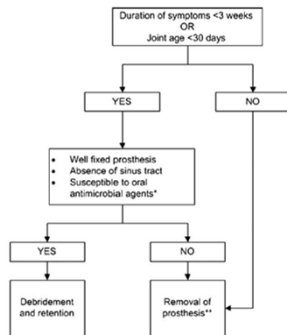 Duration of symptoms <3 weeks
OR
Joint age <30 days
YES
NO
• Well fixed prosthesis
• Absence of sinus tract
• Susceptible to oral
antimicrobial agents*
YES
NO
Debridement
and retention
Removal of
prosthesis**